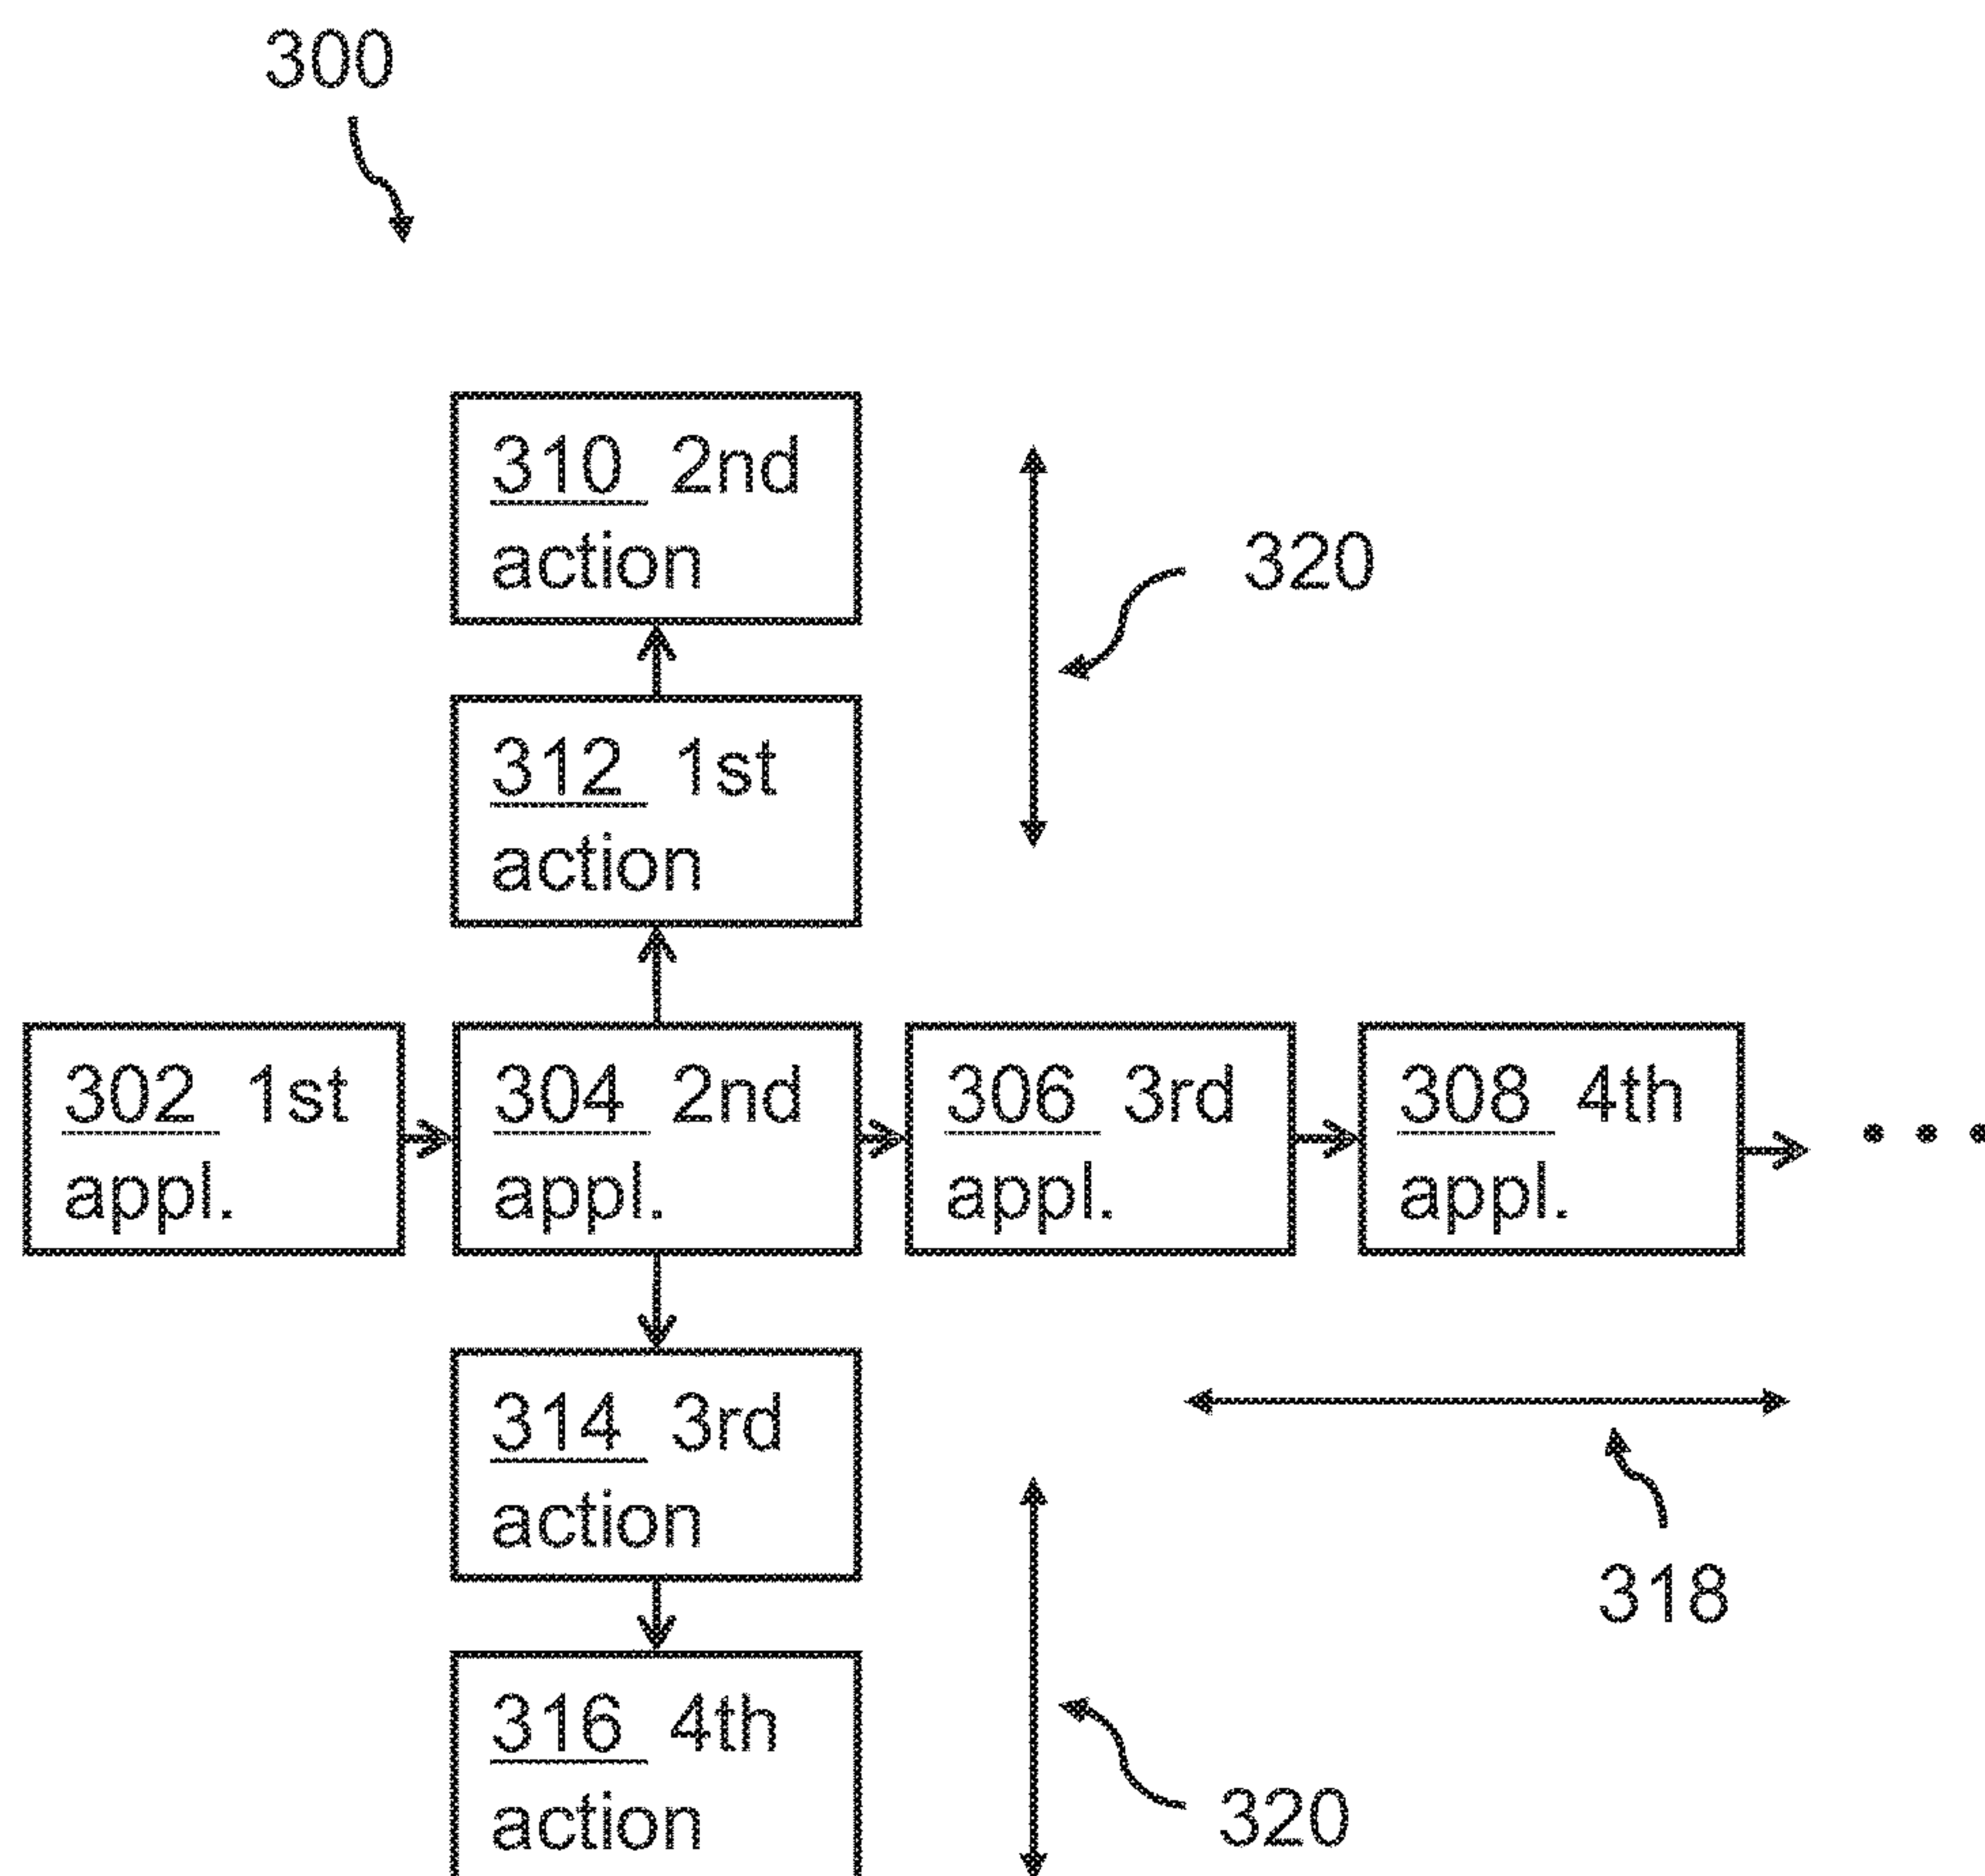 300
310 2nd
action
320
312 1st
action
302 1st
appl.
304 2nd
appl.
306 3rd
appl.
308 4th
appl.
• • •
314 3rd
action
318
316 4th
action
320